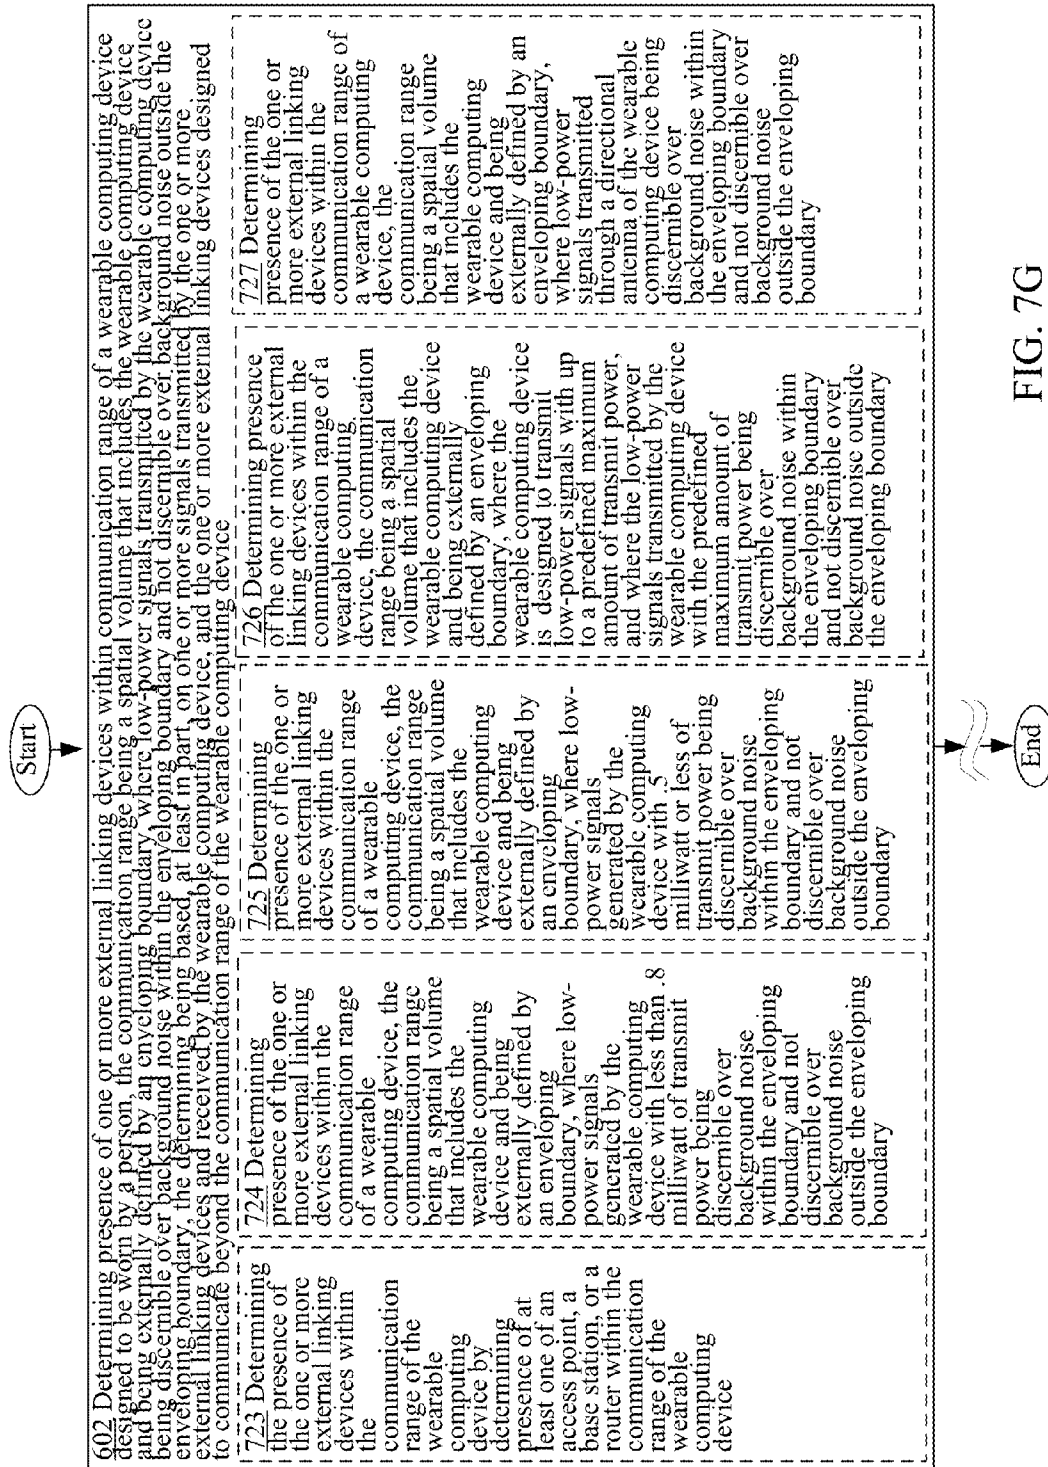 Start
602 Determining presence of one or more external linking devices within communication range of a wearable computing device
designed to be worn by a person, the communication range being a spatial volume that includes the wearable computing device
and being externally defined by an enveloping boundary, where low-power signals transmitted by the wearable computing device
being discernible over background noise within the enveloping boundary and not discernible over background noise outside the
enveloping boundary, the determining being based, at least in part, on one or more signals transmitted by the one or more
external linking devices and received by the wearable computing device, and the one or more external linking devices designed
to communicate beyond the communication range of the wearable computing device
723 Determining
the presence of
the one or more
external linking
devices within
the
communication
range of the
wearable
computing
device by
determining
presence of at
least one of an
access point, a
base station, or a
router within the
communication
range of the
wearable
computing
device
724 Determining
presence of the one or
more external linking
devices within the
communication range
of a wearable
computing device, the
communication range
being a spatial volume
that includes the
wearable computing
device and being
externally defined by
an enveloping
boundary, where low-
power signals
generated by the
wearable computing
device with less than .8
milliwatt of transmit
power being
discernible over
background noise
within the enveloping
boundary and not
discernible over
background noise
outside the enveloping
boundary
725 Determining
presence of the one or
more external linking
devices within the
communication range
of a wearable
computing device, the
communication range
being a spatial volume
that includes the
wearable computing
device and being
externally defined by
an enveloping
boundary, where low-
power signals
generated by the
wearable computing
device with .5
milliwatt or less of
transmit power being
discernible over
background noise
within the enveloping
boundary and not
discernible over
background noise
outside the enveloping
boundary
726 Determining presence
of the one or more external
linking devices within the
communication range of a
wearable computing
device, the communication
range being a spatial
volume that includes the
wearable computing device
and being externally
defined by an enveloping
boundary, where the
wearable computing device
is designed to transmit
low-power signals with up
to a predefined maximum
amount of transmit power,
and where the low-power
signals transmitted by the
wearable computing device
with the predefined
maximum amount of
transmit power being
discernible over
background noise within
the enveloping boundary
and not discernible over
background noise outside
the enveloping boundary
727 Determining
presence of the one or
more external linking
devices within the
communication range of
a wearable computing
device, the
communication range
being a spatial volume
that includes the
wearable computing
device and being
externally defined by an
enveloping boundary,
where low-power
signals transmitted
through a directional
antenna of the wearable
computing device being
discernible over
background noise within
the enveloping boundary
and not discernible over
background noise
outside the enveloping
boundary
End
FIG. 7G